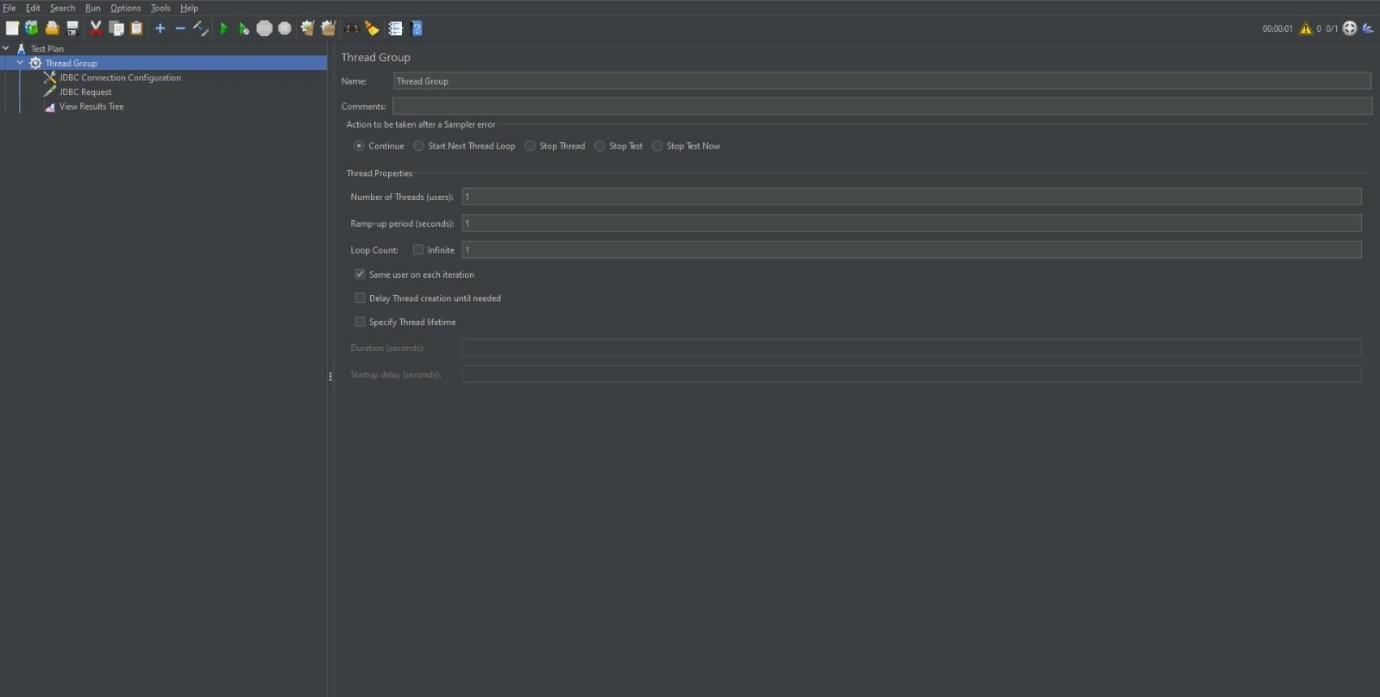 File Edit Search Run Options Tools Help
00:00:01 0 0/1
Test Plan
Thread Group
JDBC Connection Configuration
JDBC Request
View Results Tree
Thread Group
Name: Thread Group
Comments:
Action to be taken after a Sampler error
Continue Start Next Thread Loop Stop Thread Stop Test Stop Test Now
Thread Properties
Number of Threads (users): 1
Ramp-up period (seconds): 1
Loop Count: Infinite 1
Same user on each iteration
Delay Thread creation until needed
Specify Thread lifetime
Duration (seconds):
Startup delay (seconds):